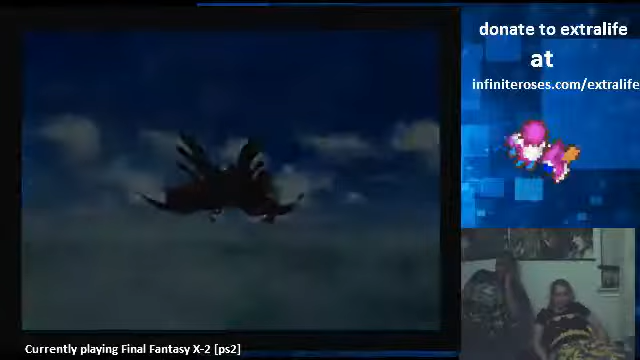 donate to extralife
at
infiniteroses.com/extralife
Currently playing Final Fantasy X-2 [ps2]